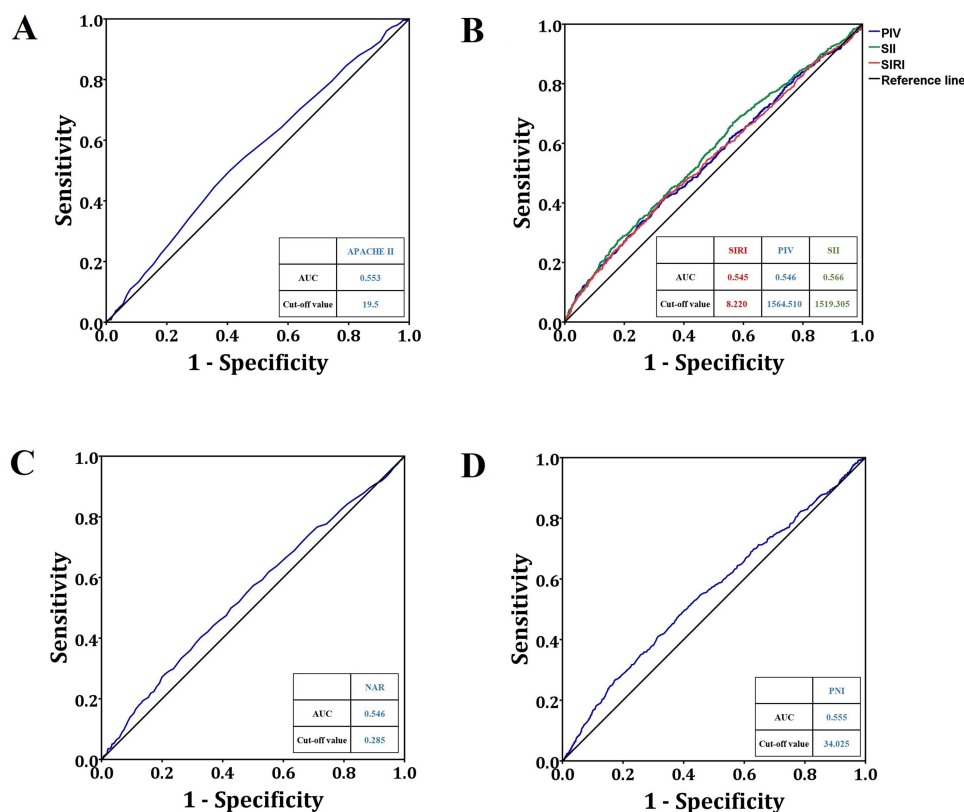 A
1.0
0.8
0.6
0.4
0.2
0.0
0.0 0.2 0.4 0.6 0.8 1.0
Sensitivity
1 - Specificity
APACHE II
AUC 0.553
Cut-off value 19.5
B
1.0
0.8
0.6
0.4
0.2
0.0
0.0 0.2 0.4 0.6 0.8 1.0
Sensitivity
1 - Specificity
PIV
SII
SIRI
Reference line
SIRI PIV SII
AUC 0.545 0.546 0.566
Cut-off value 8.220 1564.510 1519.305
C
1.0
0.8
0.6
0.4
0.2
0.0
0.0 0.2 0.4 0.6 0.8 1.0
Sensitivity
1 - Specificity
NAR
AUC 0.546
Cut-off value 0.285
D
1.0
0.8
0.6
0.4
0.2
0.0
0.0 0.2 0.4 0.6 0.8 1.0
Sensitivity
1 - Specificity
PNI
AUC 0.555
Cut-off value 34.025